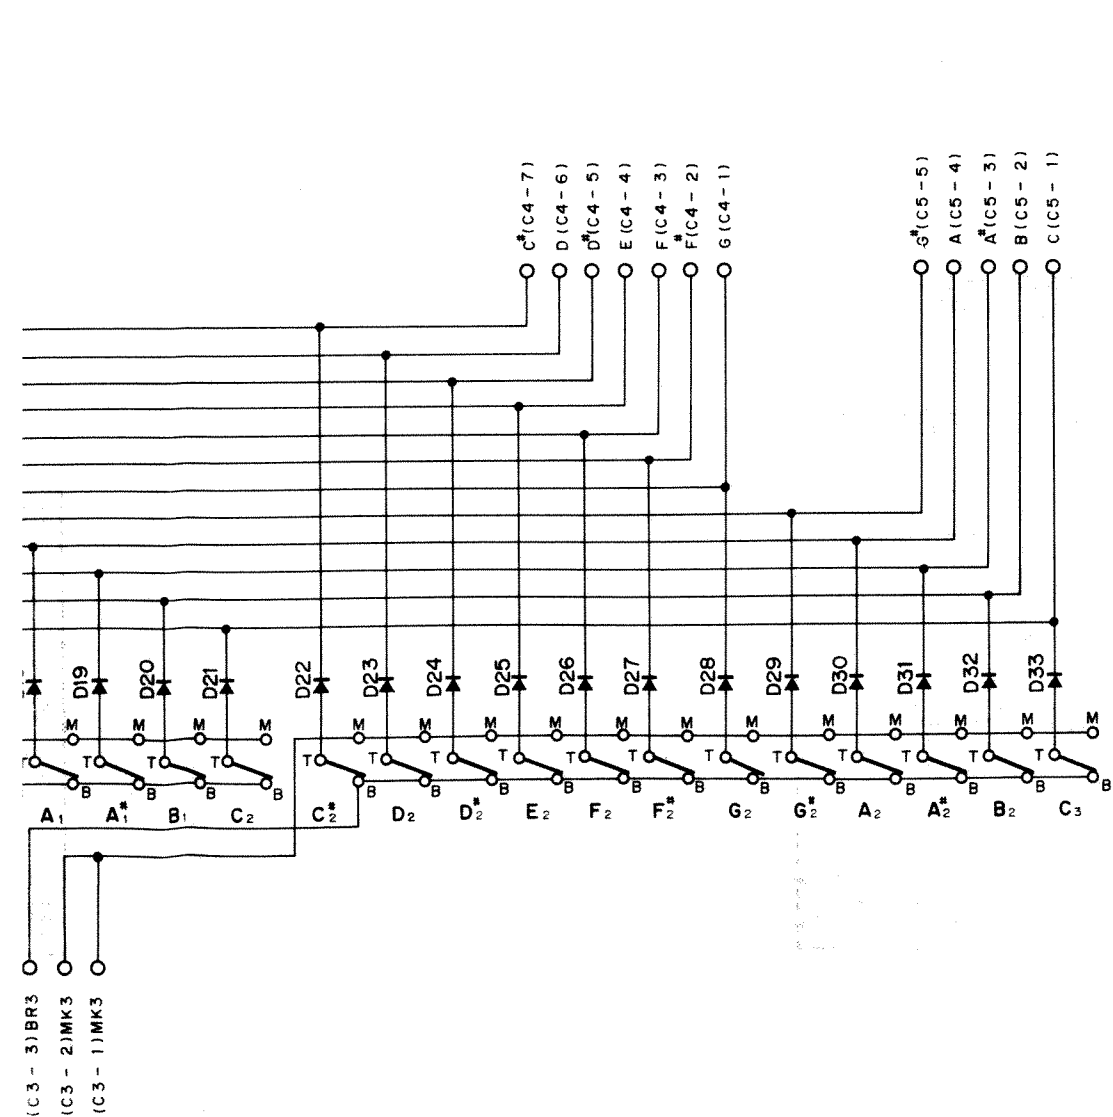 C#(C4-7)
D(C4-6)
D#(C4-5)
E(C4-4)
F(C4-3)
F#(C4-2)
G(C4-1)
G#(C5-5)
A(C5-4)
A#(C5-3)
B(C5-2)
C(C5-1)
D19 D20 D21 D22 D23 D24 D25 D26 D27 D28 D29 D30 D31 D32 D33
M M M M M M M M M M M M M M M M
T T T T T T T T T T T T T T T T
B B B B B B B B B B B B B B B B
A1 A#1 B1 C2 C#2 D2 D#2 E2 F2 F#2 G2 G#2 A2 A#2 B2 C3
(C3-3)BR3
(C3-2)MK3
(C3-1)MK3